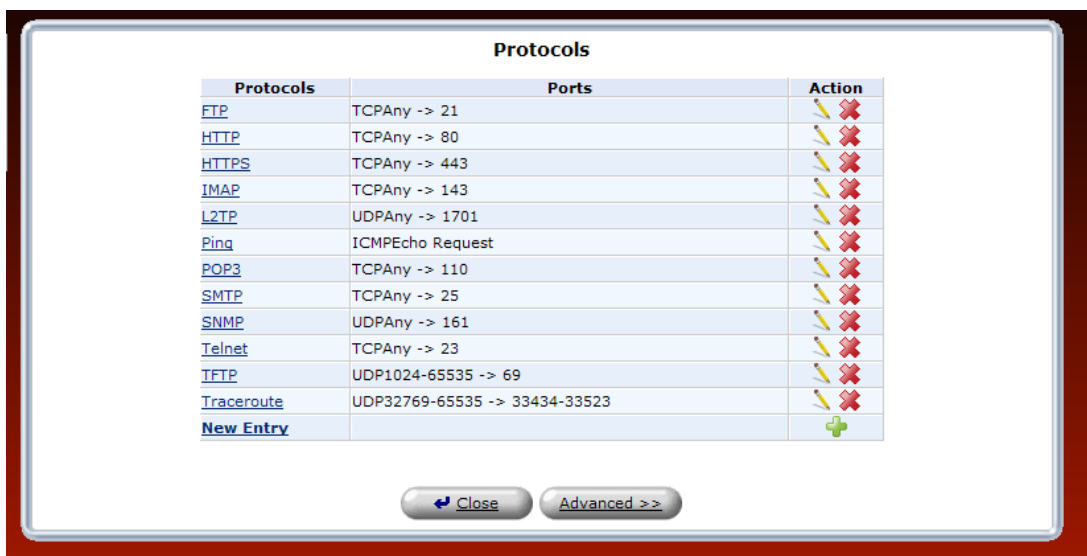 Protocols
Protocols Ports Action
FTP TCPAny -> 21
HTTP TCPAny -> 80
HTTPS TCPAny -> 443
IMAP TCPAny -> 143
L2TP UDPAny -> 1701
Ping ICMPEcho Request
POP3 TCPAny -> 110
SMTP TCPAny -> 25
SNMP UDPAny -> 161
Telnet TCPAny -> 23
TFTP UDP1024-65535 -> 69
Traceroute UDP32769-65535 -> 33434-33523
New Entry
Close Advanced >>